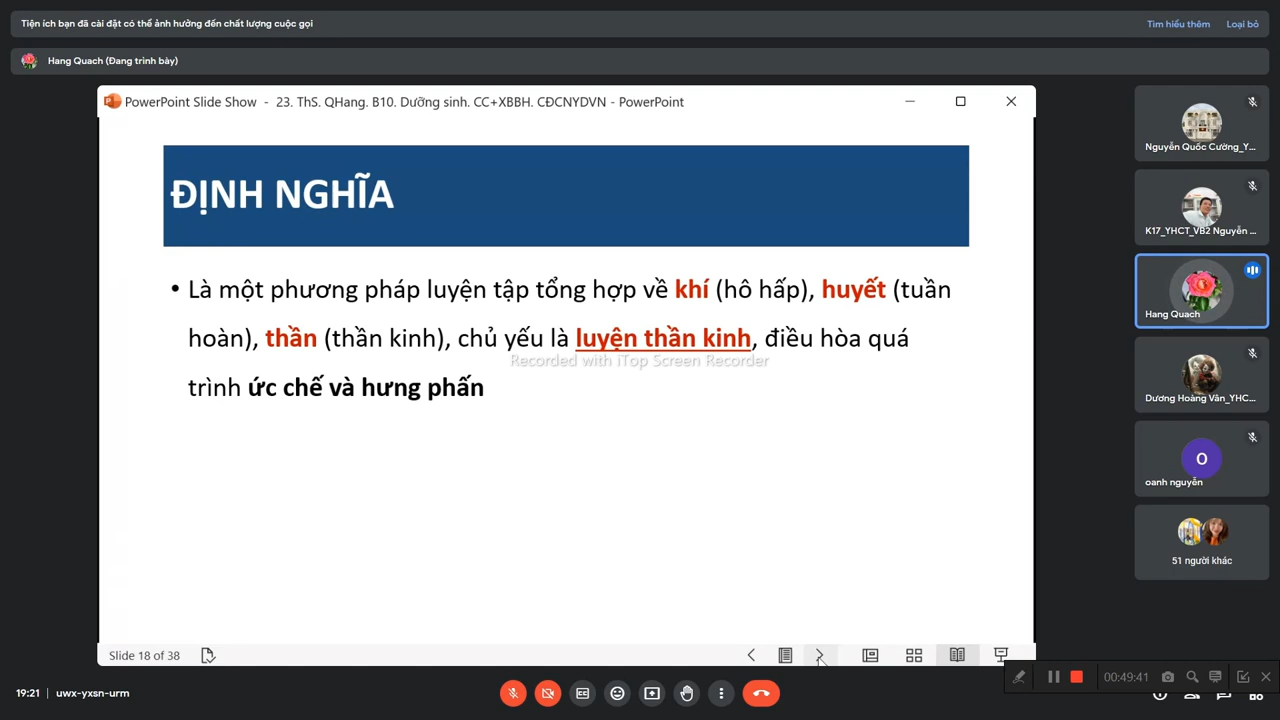 Tiện ích bạn đã cài đặt có thể ảnh hưởng đến chất lượng cuộc gọi
Tìm hiểu thêm
Loại bỏ
Hang Quach (Đang trình bày)
PowerPoint Slide Show - 23. ThS. QHang. B10. Dưỡng sinh. CC+XBBH. CĐCNYDVN - PowerPoint
ĐỊNH NGHĨA
• Là một phương pháp luyện tập tổng hợp về khí (hô hấp), huyết (tuần
hoàn), thần (thần kinh), chủ yếu là luyện thần kinh, điều hòa quá
trình ức chế và hưng phấn
Recorded with iTop Screen Recorder
Slide 18 of 38
Nguyễn Quốc Cường_Y...
K17_YHCT_VB2 Nguyễn ...
Hang Quach
Dương Hoàng Vân_YHC...
O
oanh nguyễn
51 người khác
19:21
uwx-yxsn-urm
00:49:41